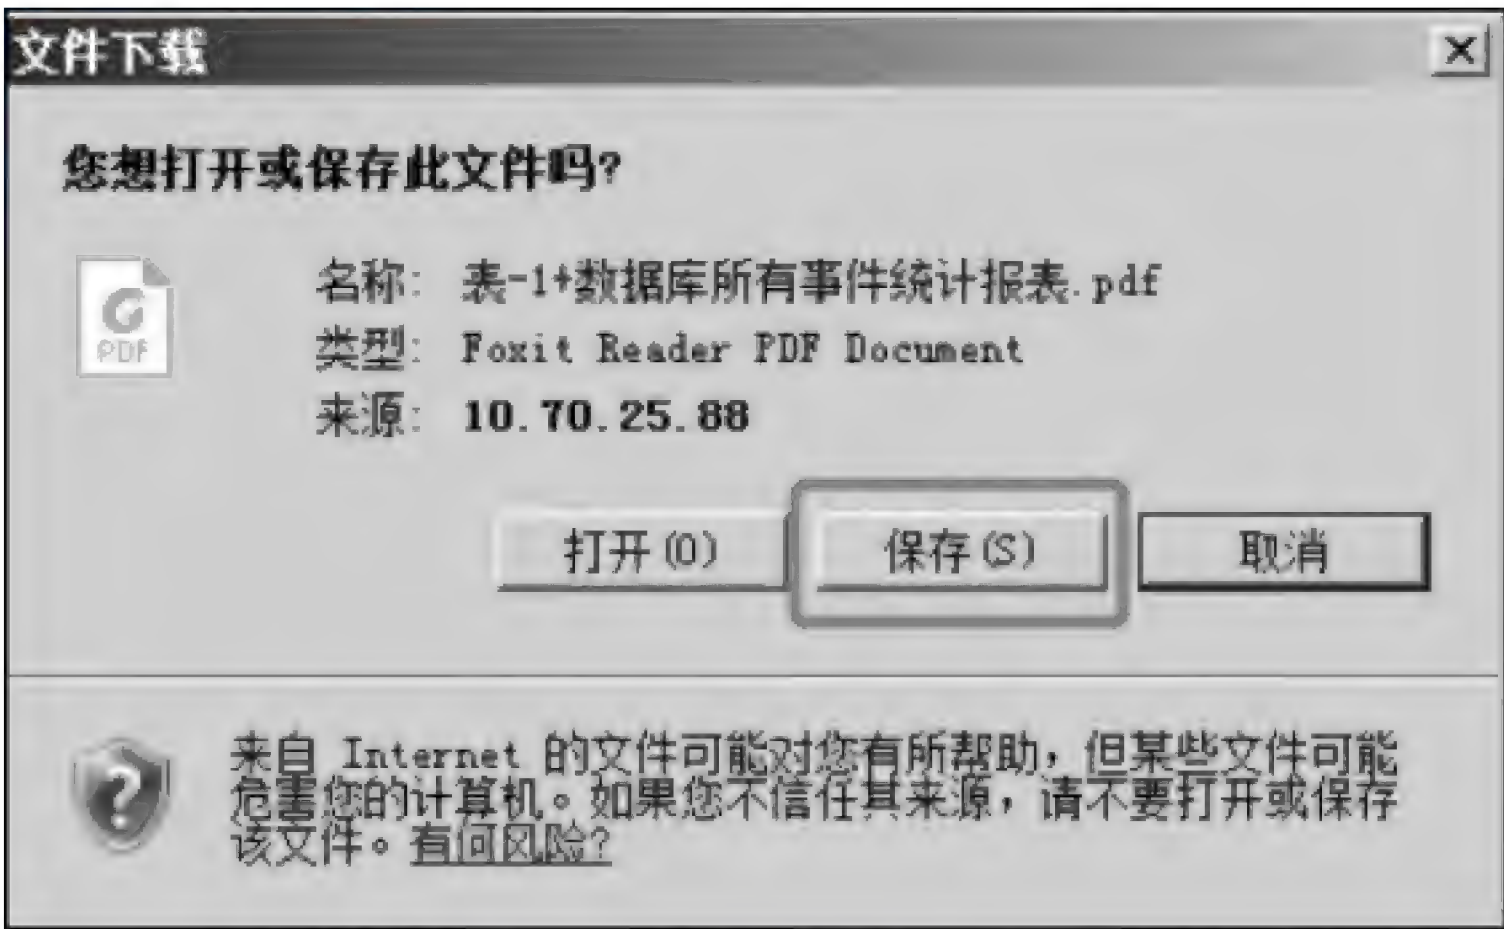 文件下载
您想打开或保存此文件吗?
PDF
名称: 表-1+数据库所有事件统计报表.pdf
类型: Foxit Reader PDF Document
来源: 10.70.25.88
打开(O) 保存(S) 取消
来自 Internet 的文件可能对您有所帮助，但某些文件可能
危害您的计算机。如果您不信任其来源，请不要打开或保存
该文件。有何风险?